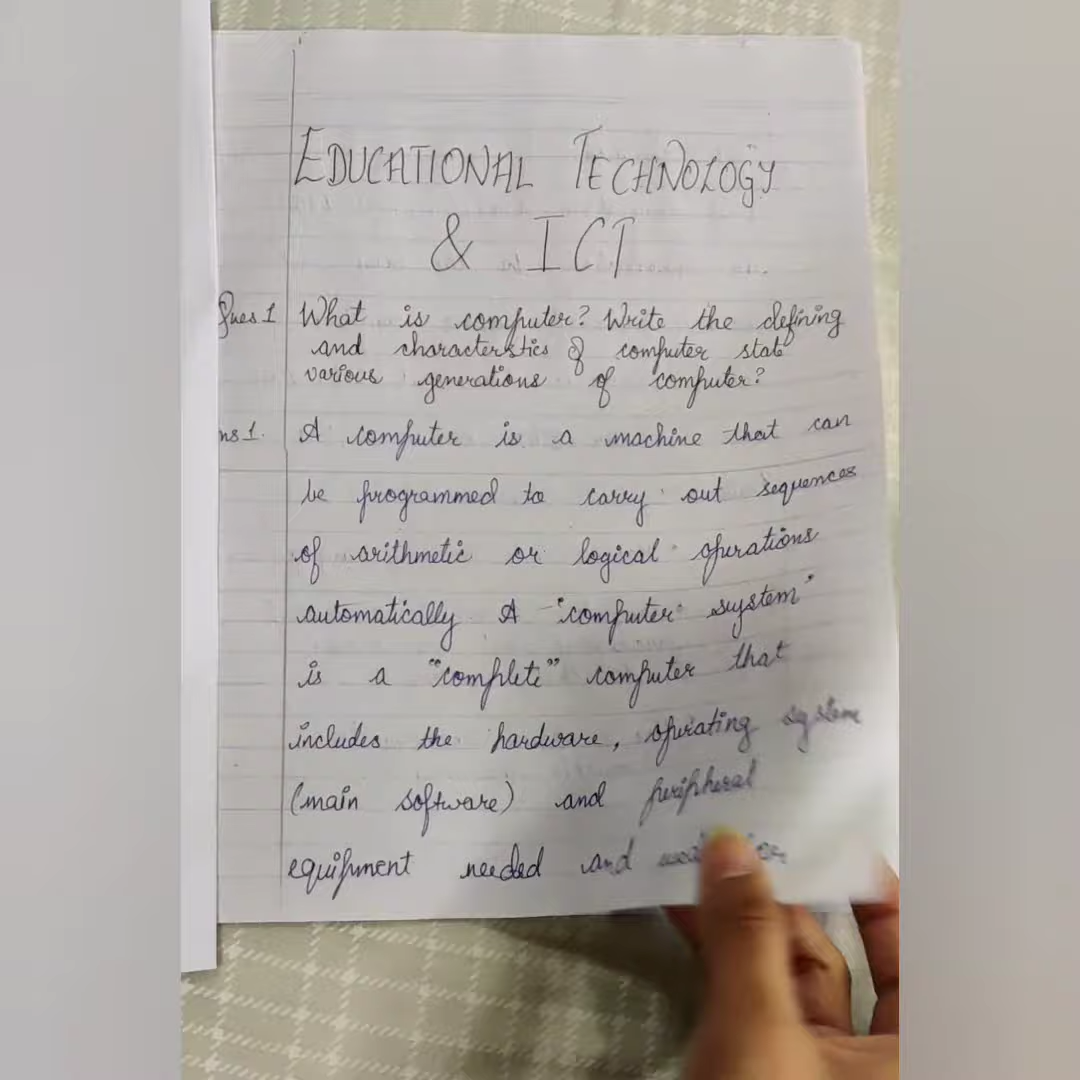 EDUCATIONAL TECHNOLOGY
& ICT
Ques 1 What is computer? Write the defining
and characterstics of computer state
various generations of computer?
ns 1. A computer is a machine that can
be programmed to carry out sequences
of arithmetic or logical operations
automatically. A "computer system"
is a "complete" computer that
includes the hardware, operating system
(main software) and peripheral
equipment needed and